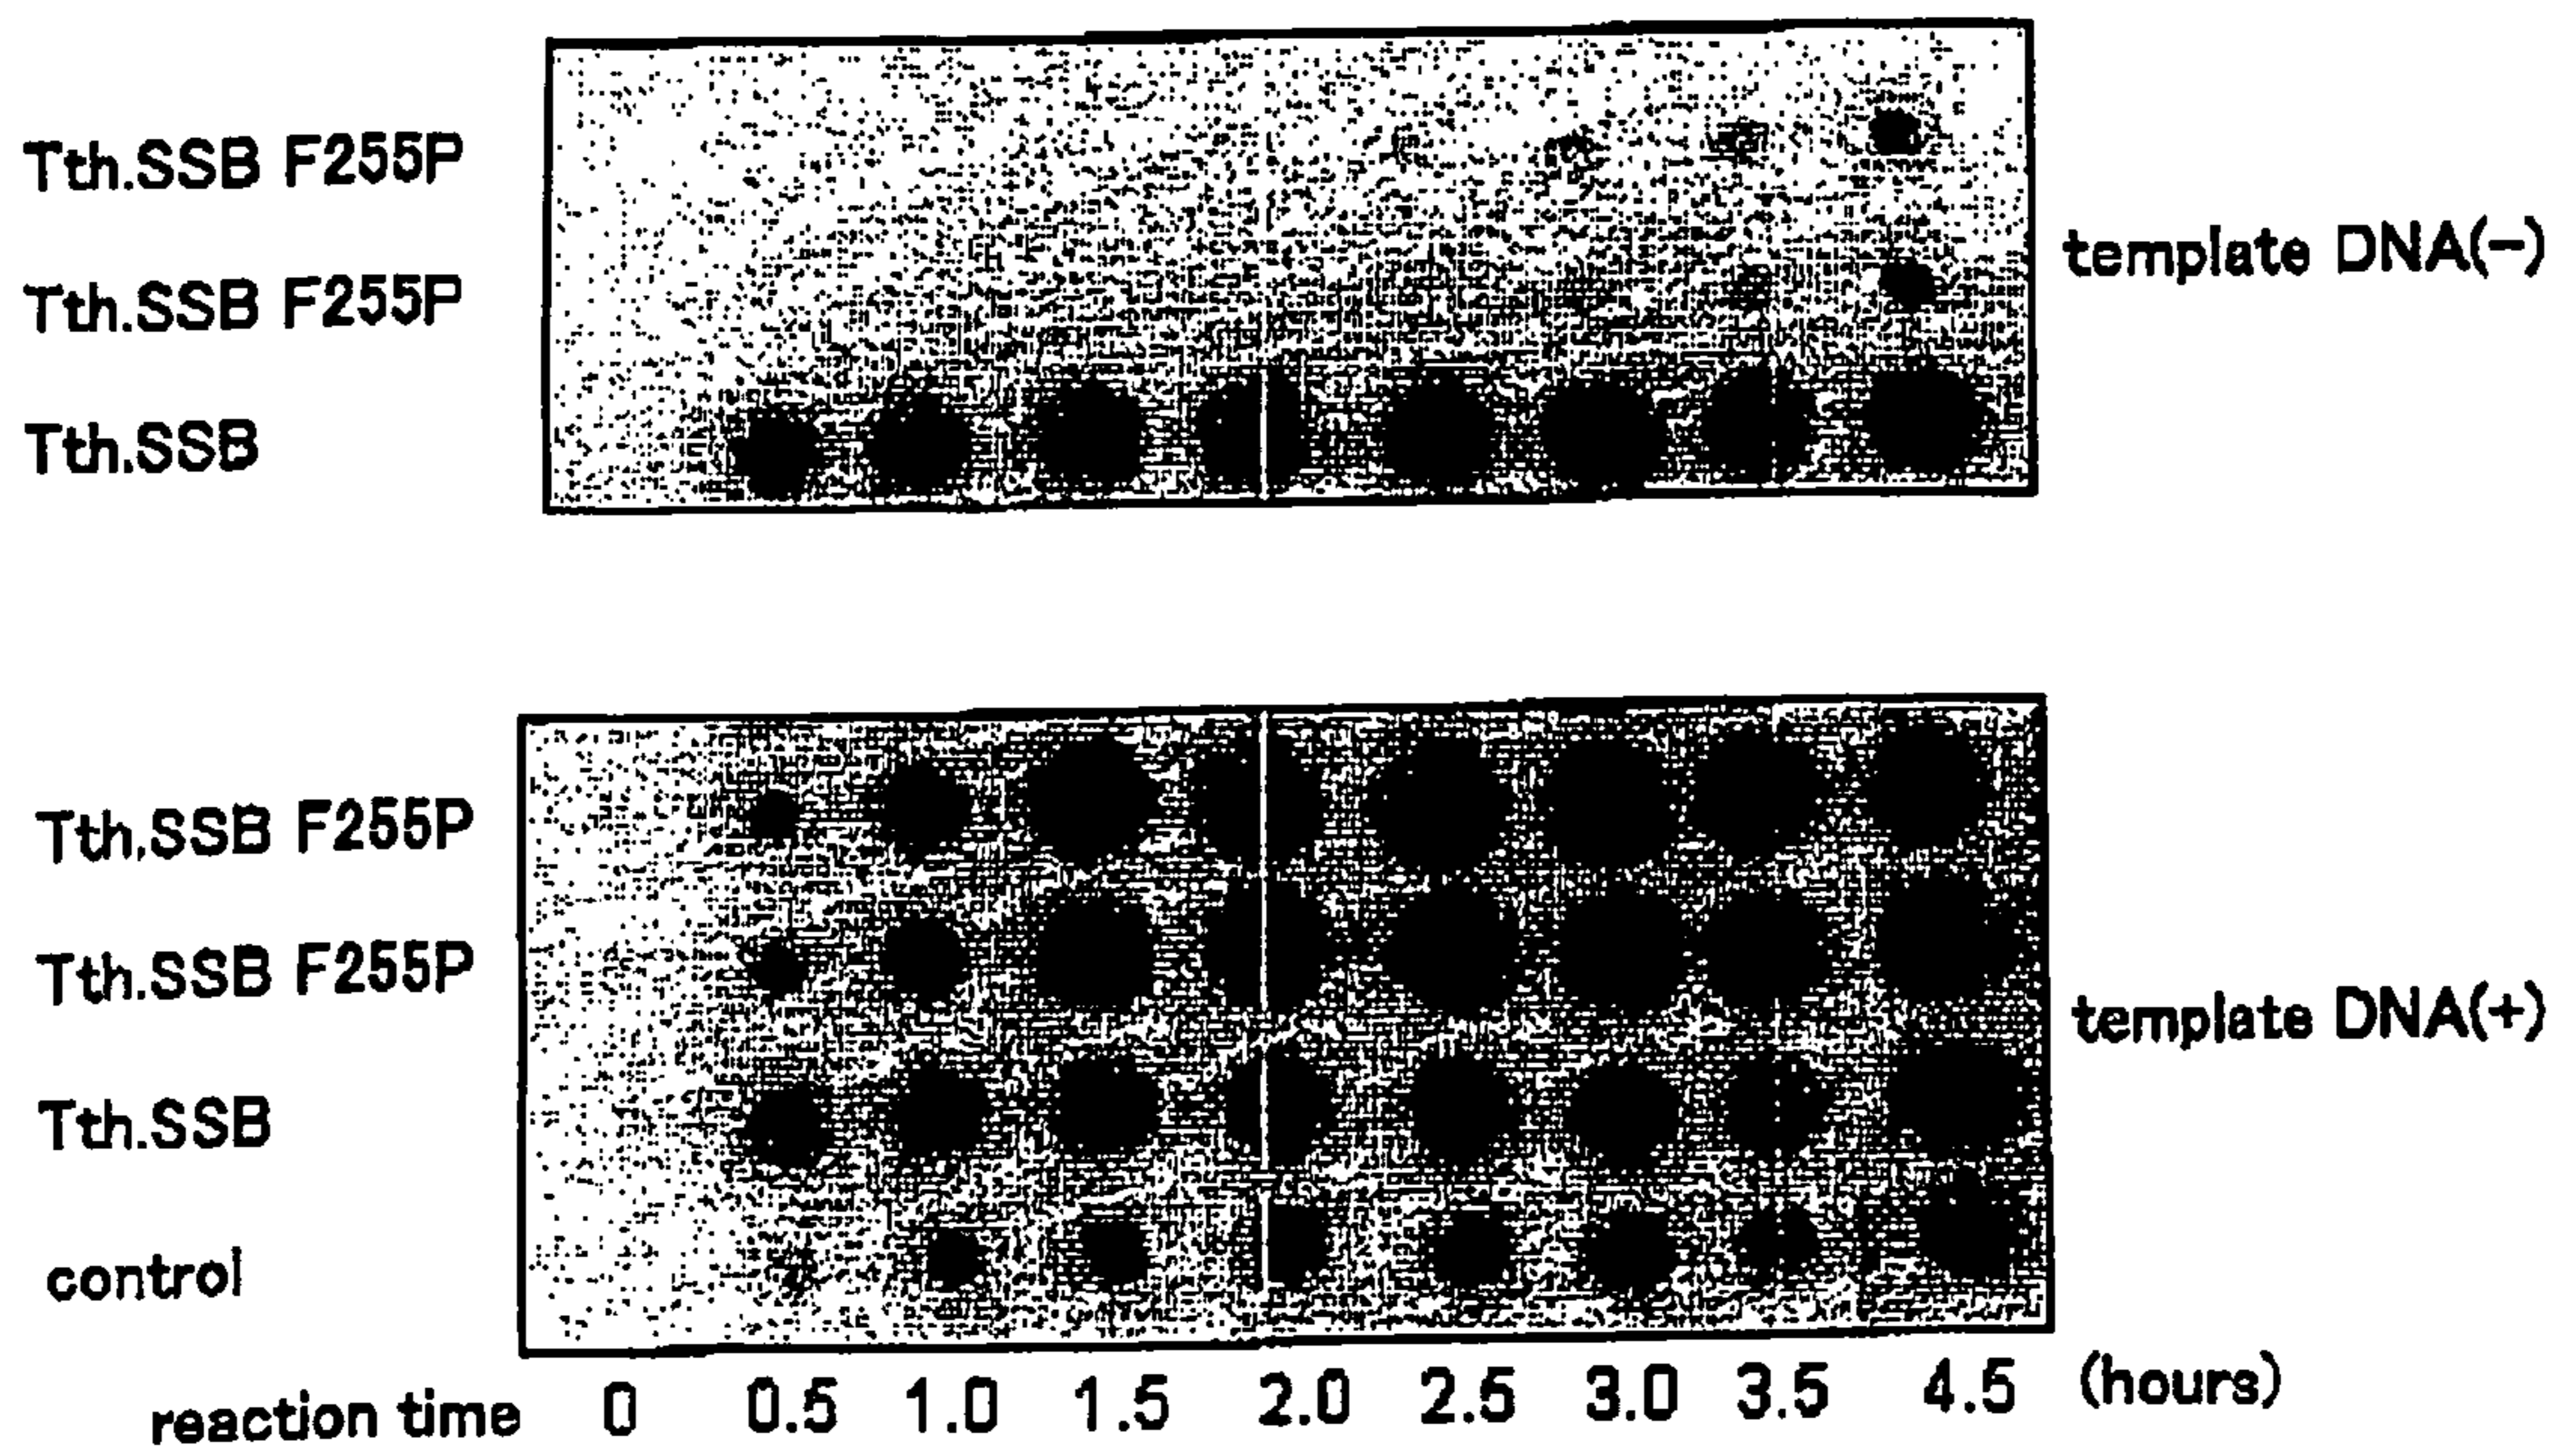 Tth.SSB F255P
Tth.SSB F255P
Tth.SSB
template DNA(-)
Tth.SSB F255P
Tth.SSB F255P
Tth.SSB
control
template DNA(+)
reaction time 0 0.5 1.0 1.5 2.0 2.5 3.0 3.5 4.5 (hours)